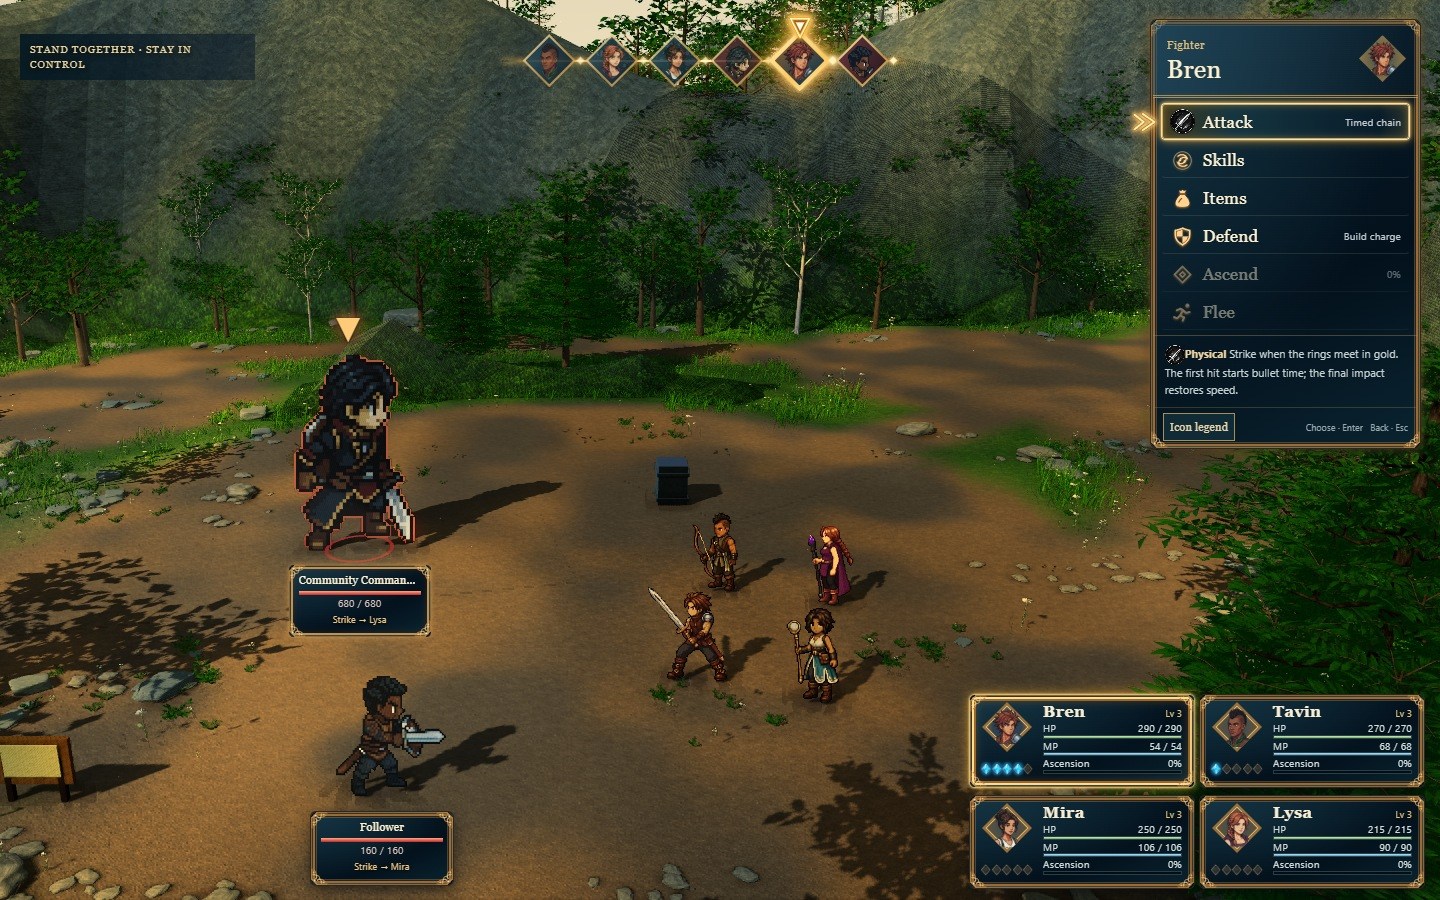 STAND TOGETHER · STAY IN
CONTROL
Fighter
Bren
Attack Timed chain
Skills
Items
Defend Build charge
Ascend 0%
Flee
Physical Strike when the rings meet in gold.
The first hit starts bullet time; the final impact
restores speed.
Icon legend Choose · Enter Back · Esc
Community Comman...
680 / 680
Strike → Lysa
Follower
160 / 160
Strike → Mira
Bren Lv 3
HP 290 / 290
MP 54 / 54
Ascension 0%
Tavin Lv 3
HP 270 / 270
MP 68 / 68
Ascension 0%
Mira Lv 3
HP 250 / 250
MP 106 / 106
Ascension 0%
Lysa Lv 3
HP 215 / 215
MP 90 / 90
Ascension 0%